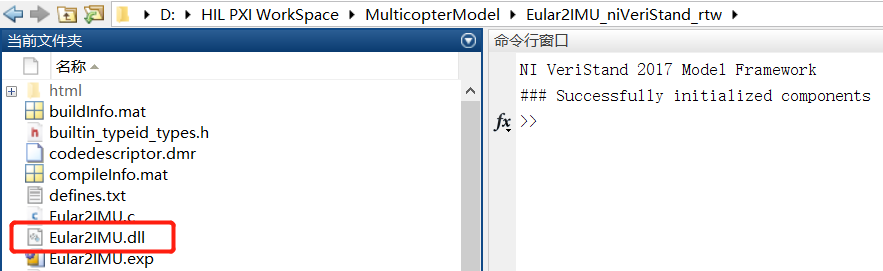 D: › HIL PXI WorkSpace › MulticopterModel › Eular2IMU_niVeriStand_rtw ›
当前文件夹
名称
html
buildInfo.mat
builtin_typeid_types.h
codedescriptor.dmr
compileInfo.mat
defines.txt
Eular2IMU.c
Eular2IMU.dll
Eular2IMU.exp
命令行窗口
NI VeriStand 2017 Model Framework
### Successfully initialized components
fx >>